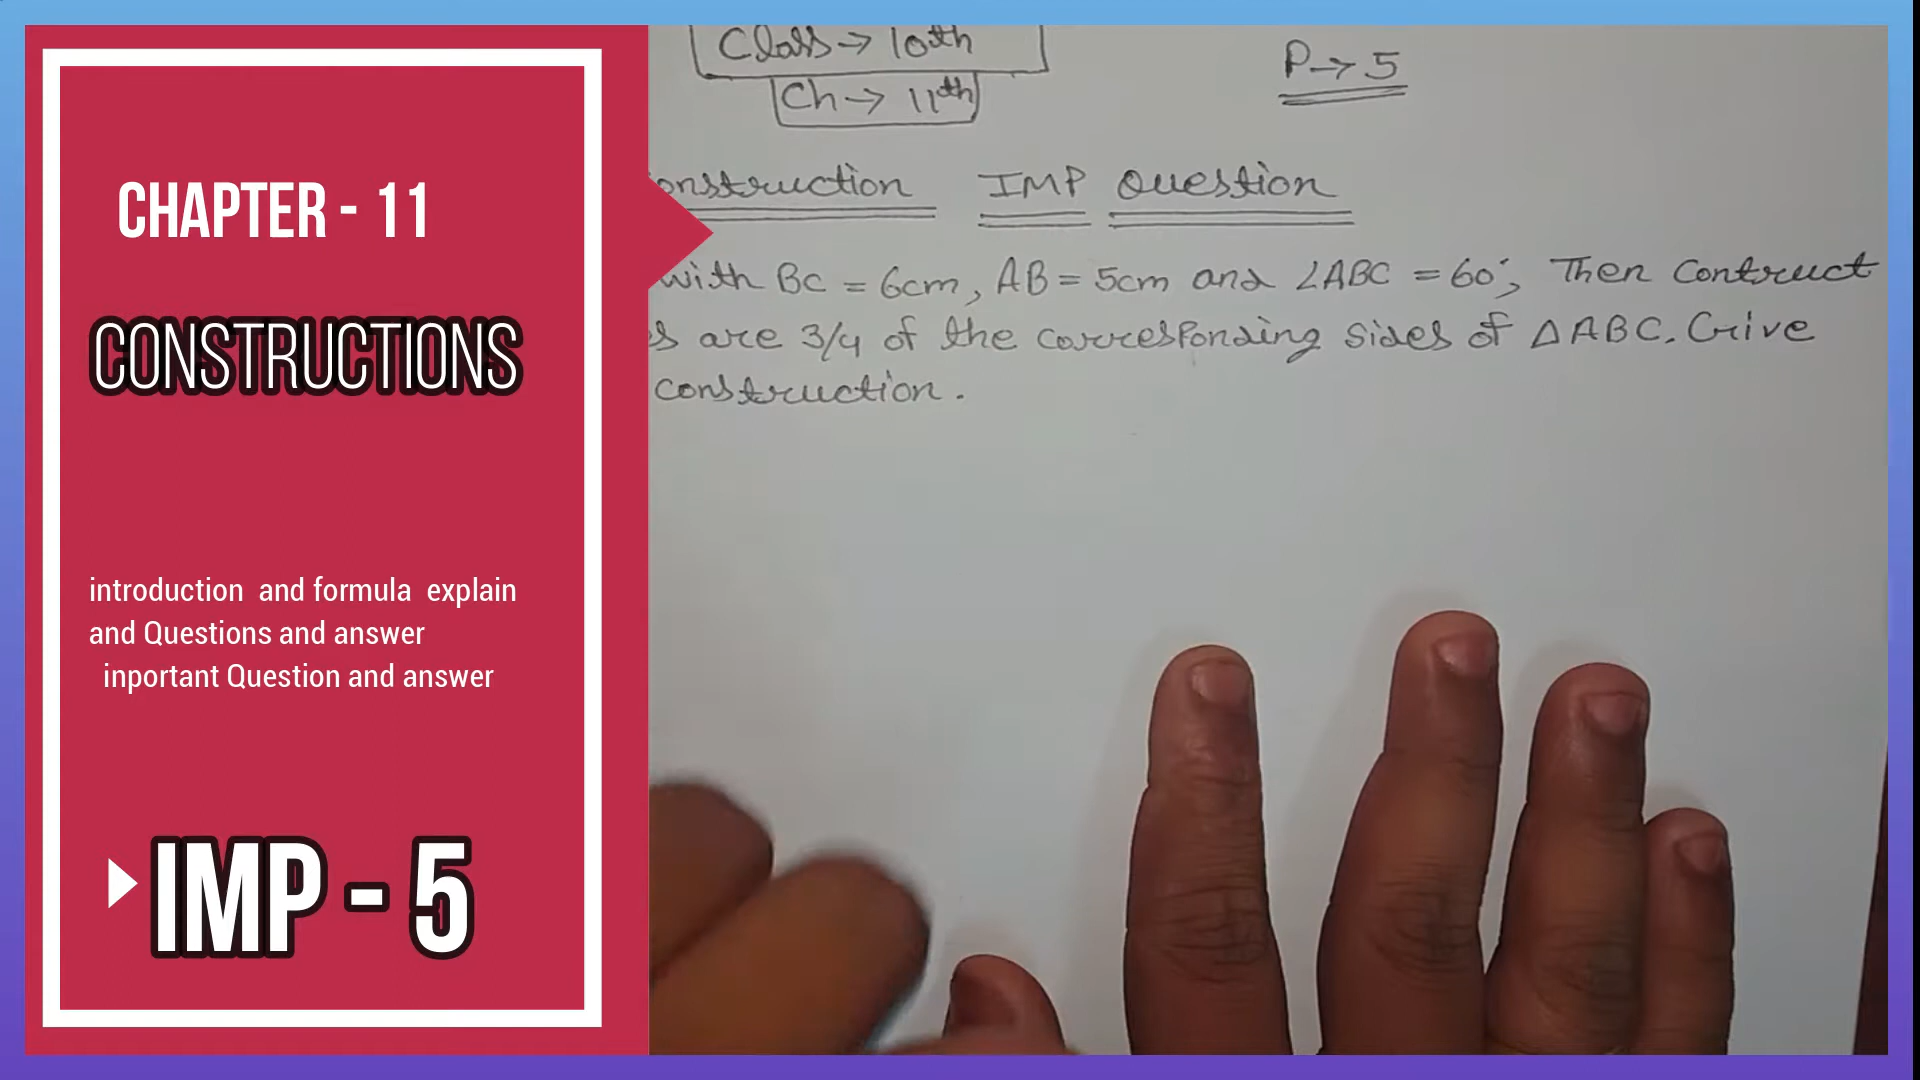 CHAPTER - 11
CONSTRUCTIONS
introduction and formula explain
and Questions and answer
inportant Question and answer
IMP - 5
Class → 10th
Ch → 11th
P → 5
onstruction IMP Question
with BC = 6cm, AB = 5cm and ∠ABC = 60°, Then Contruct
es are 3/4 of the corresponding sides of △ABC. Give
construction.